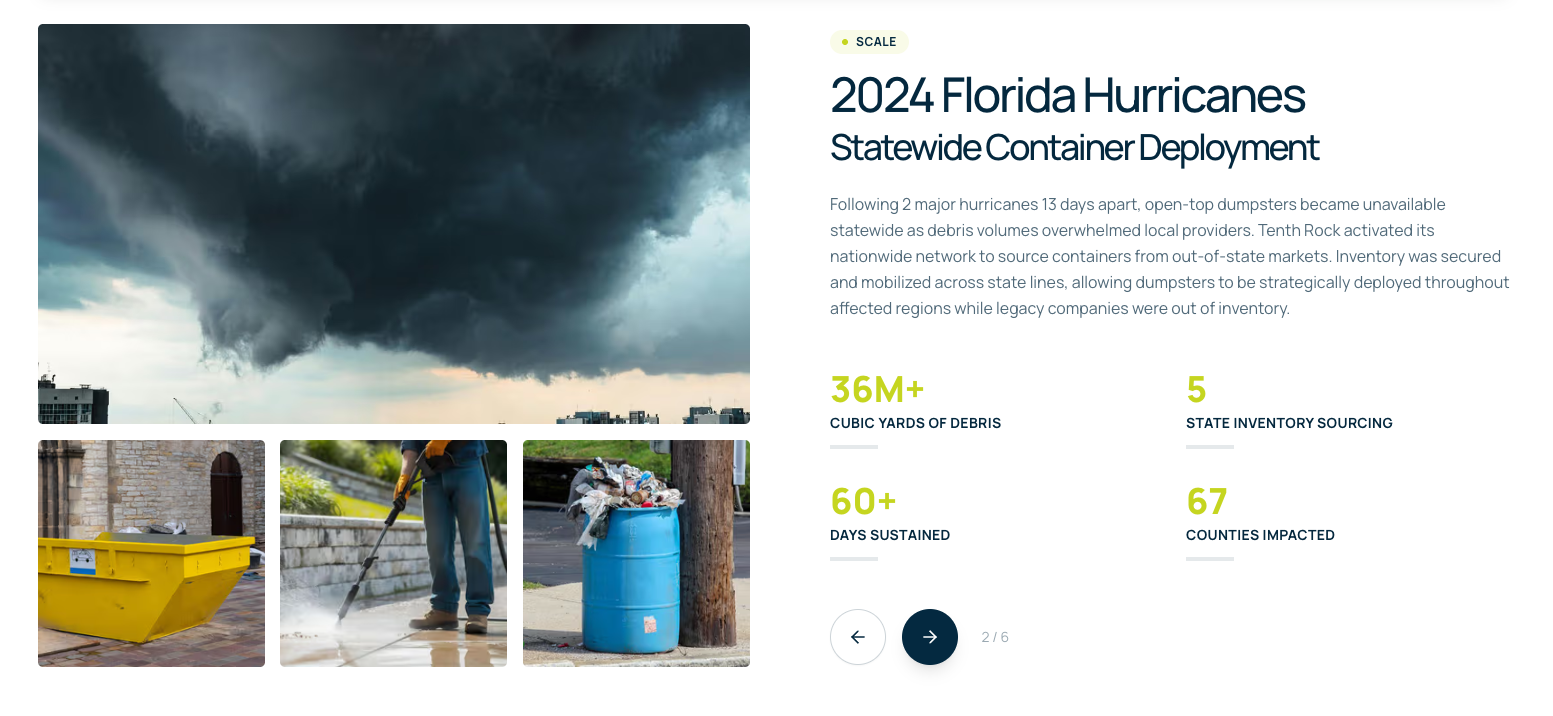 SCALE
2024 Florida Hurricanes
Statewide Container Deployment
Following 2 major hurricanes 13 days apart, open-top dumpsters became unavailable
statewide as debris volumes overwhelmed local providers. Tenth Rock activated its
nationwide network to source containers from out-of-state markets. Inventory was secured
and mobilized across state lines, allowing dumpsters to be strategically deployed throughout
affected regions while legacy companies were out of inventory.
36M+
CUBIC YARDS OF DEBRIS
5
STATE INVENTORY SOURCING
60+
DAYS SUSTAINED
67
COUNTIES IMPACTED
2 / 6